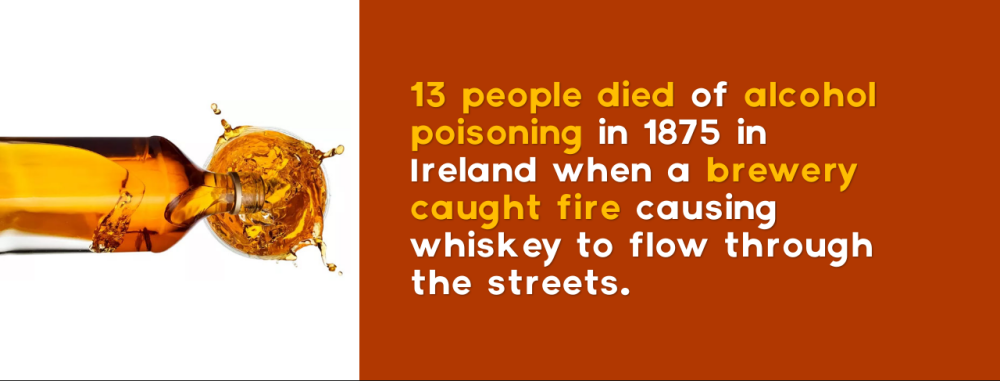 13 people died of alcohol
poisoning in 1875 in
Ireland when a brewery
caught fire causing
whiskey to flow through
the streets.